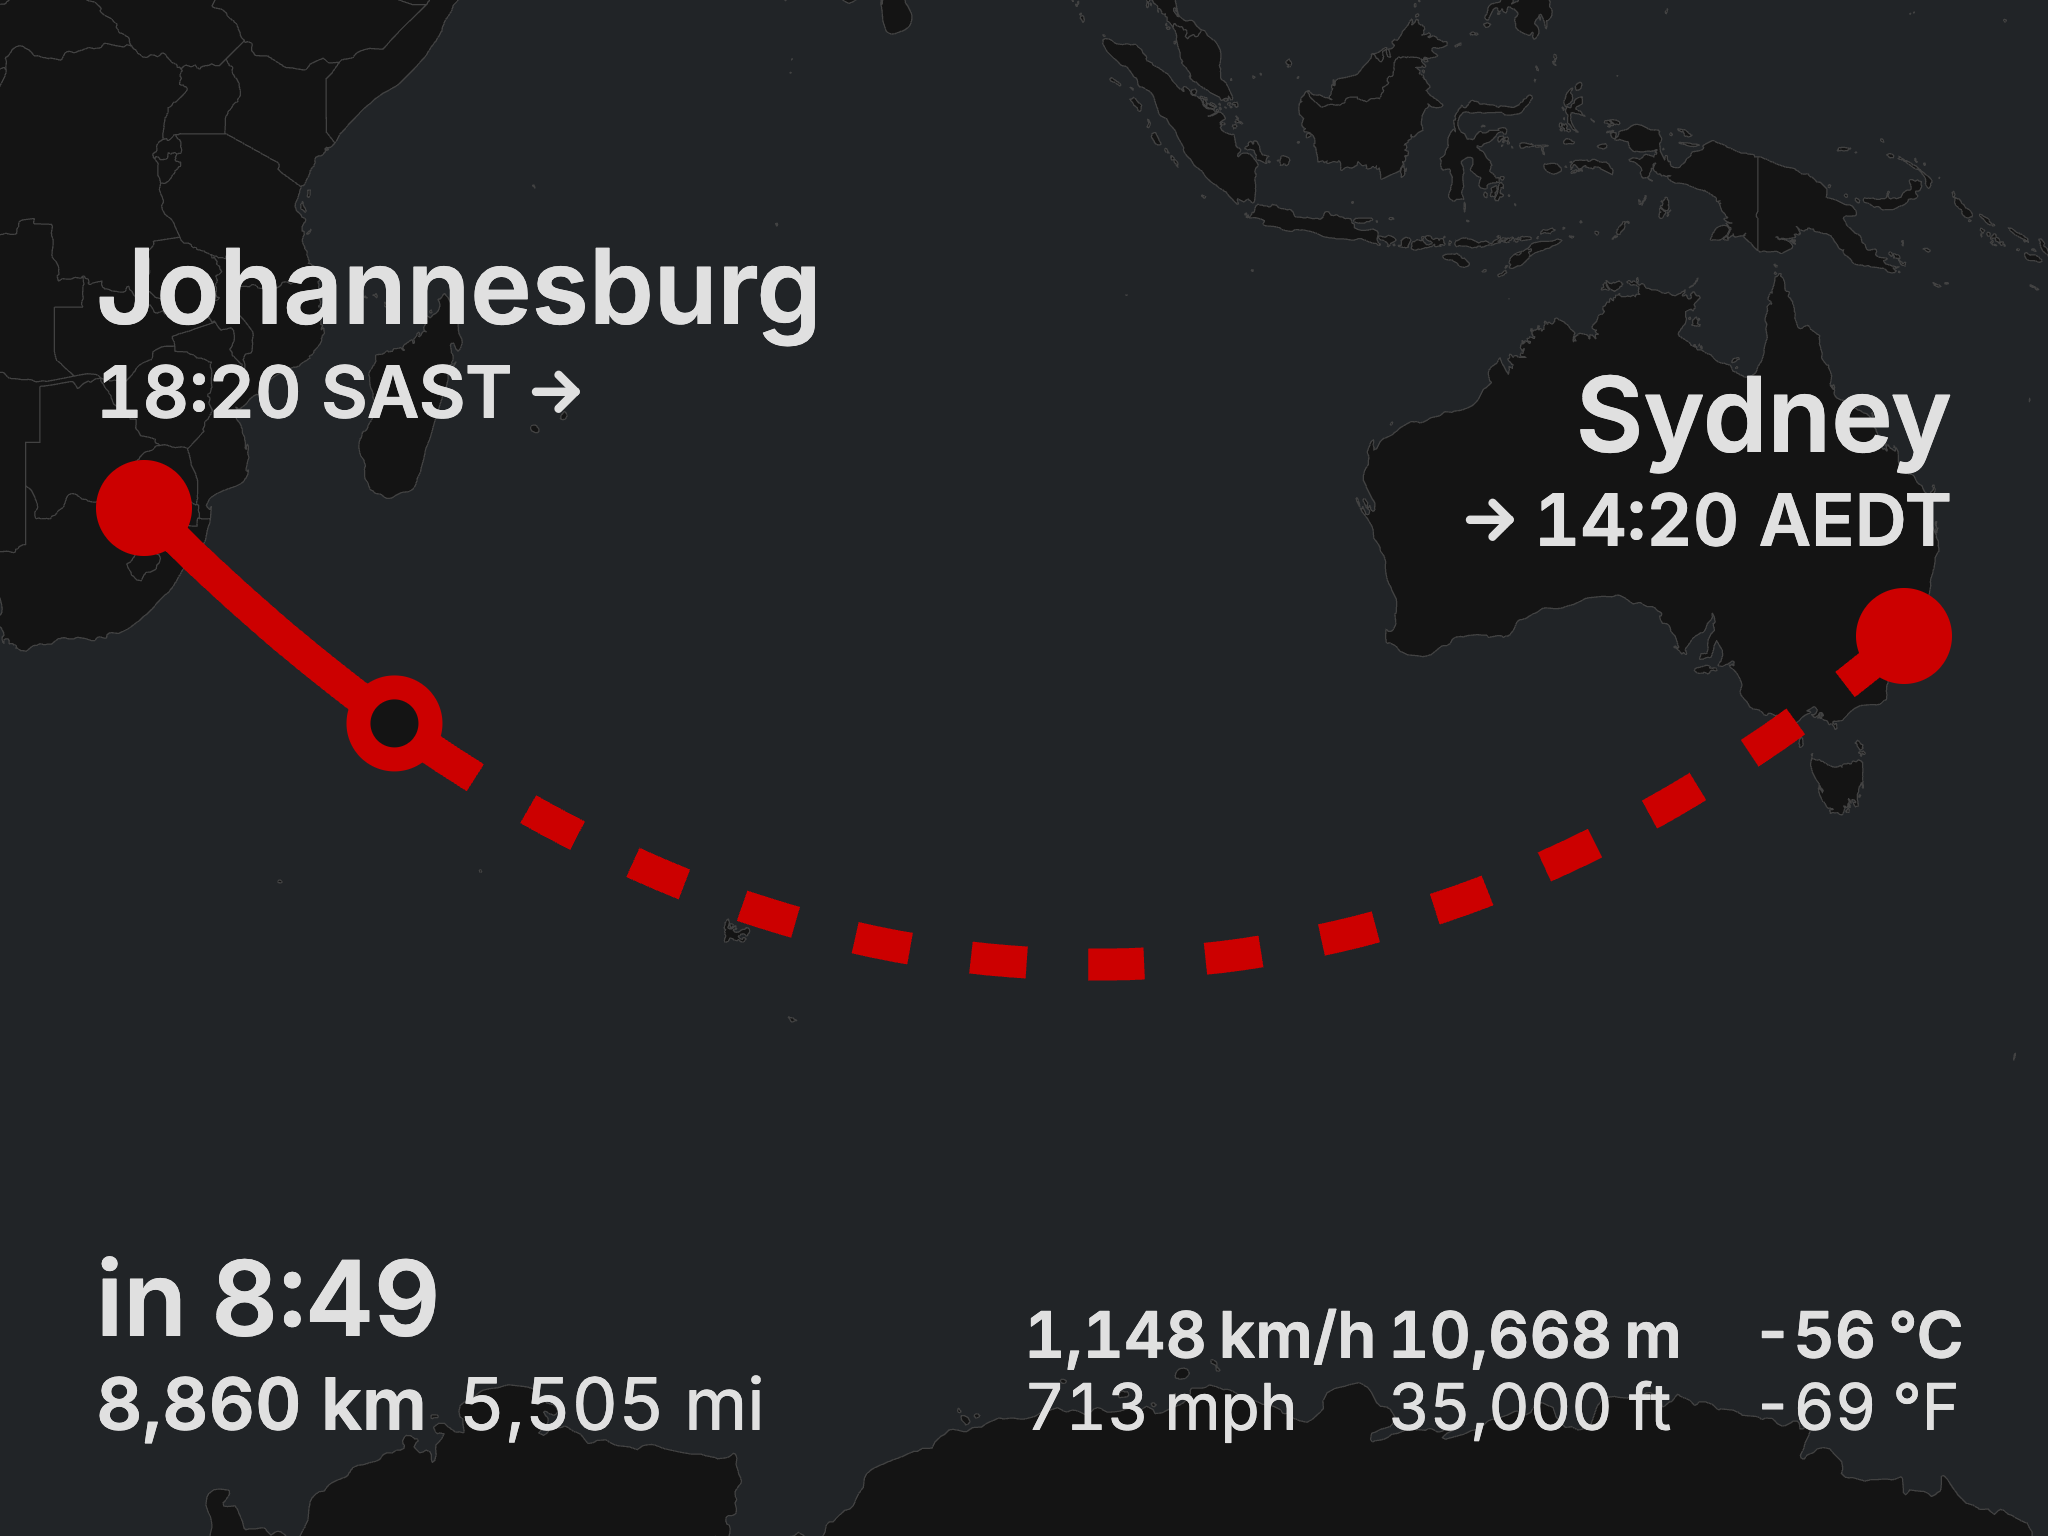 Johannesburg
18:20 SAST →
Sydney
→ 14:20 AEDT
in 8:49
8,860 km 5,505 mi
1,148 km/h 10,668 m -56 °C
713 mph 35,000 ft -69 °F